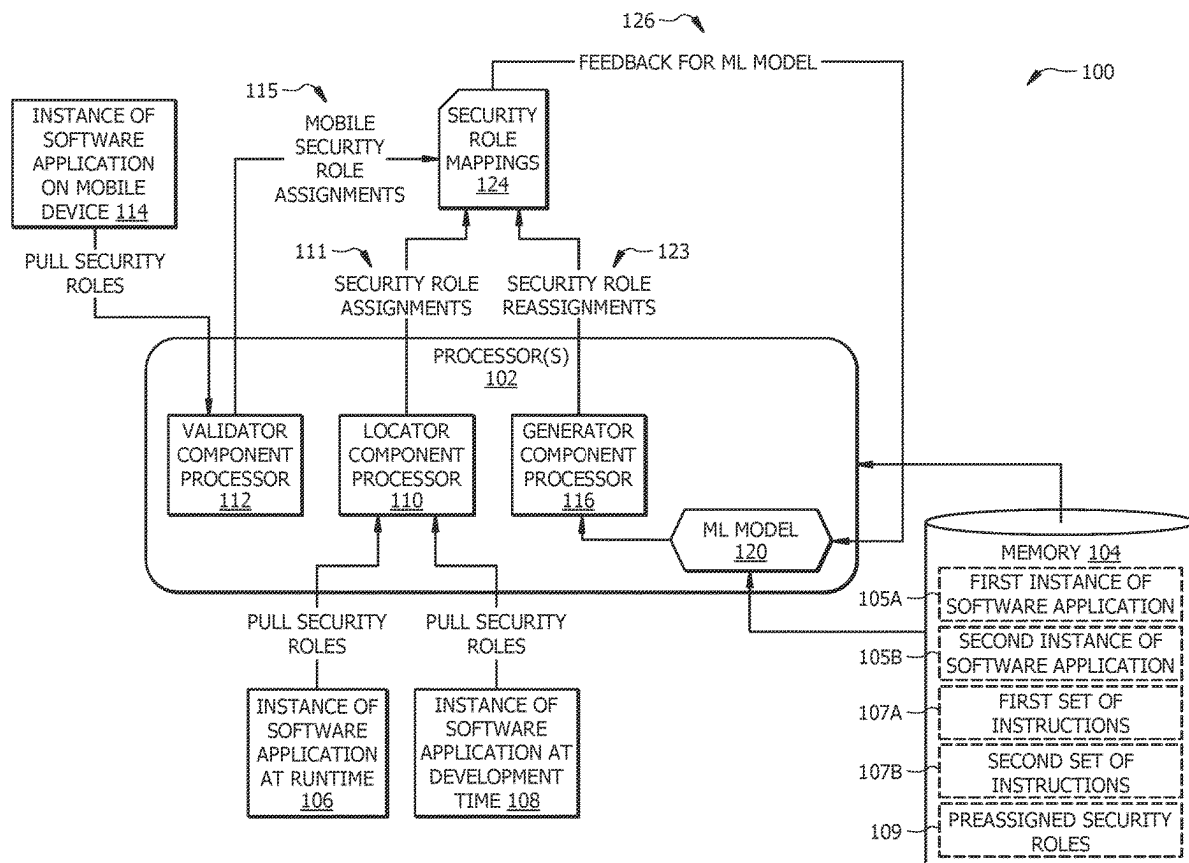 126
FEEDBACK FOR ML MODEL
100
115
INSTANCE OF
SOFTWARE
APPLICATION
ON MOBILE
DEVICE 114
MOBILE
SECURITY
ROLE
ASSIGNMENTS
SECURITY
ROLE
MAPPINGS
124
PULL SECURITY
ROLES
111
SECURITY ROLE
ASSIGNMENTS
123
SECURITY ROLE
REASSIGNMENTS
PROCESSOR(S)
102
VALIDATOR
COMPONENT
PROCESSOR
112
LOCATOR
COMPONENT
PROCESSOR
110
GENERATOR
COMPONENT
PROCESSOR
116
ML MODEL
120
MEMORY 104
105A
FIRST INSTANCE OF
SOFTWARE APPLICATION
105B
SECOND INSTANCE OF
SOFTWARE APPLICATION
107A
FIRST SET OF
INSTRUCTIONS
107B
SECOND SET OF
INSTRUCTIONS
109
PREASSIGNED SECURITY
ROLES
PULL SECURITY
ROLES
PULL SECURITY
ROLES
INSTANCE OF
SOFTWARE
APPLICATION
AT RUNTIME
106
INSTANCE OF
SOFTWARE
APPLICATION AT
DEVELOPMENT
TIME 108